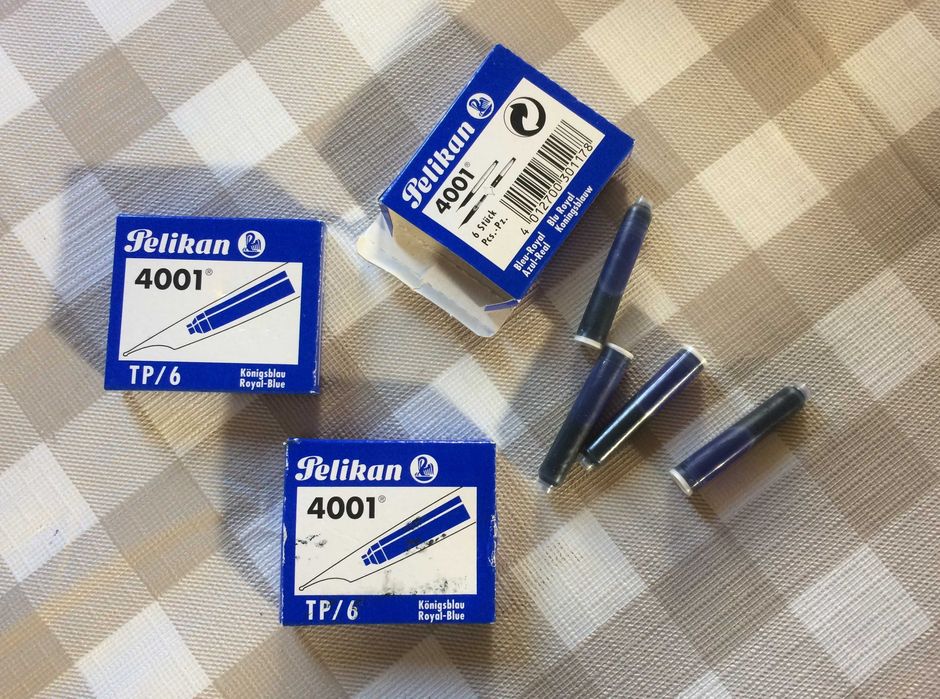 Pelikan
4001®
6 Stück
Pcs.-Pz.
4 012700 301178
Bleu-Royal
Azul-Real
Blu Royal
Koningsblauw
Pelikan
4001®
TP/6
Königsblau
Royal-Blue
Pelikan
4001®
TP/6
Königsblau
Royal-Blue